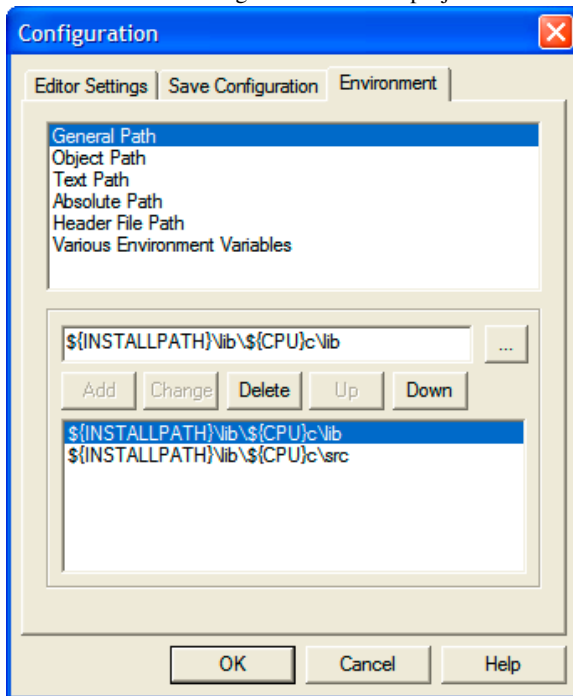 Configuration
Editor Settings Save Configuration Environment
General Path
Object Path
Text Path
Absolute Path
Header File Path
Various Environment Variables
${INSTALLPATH}\lib\${CPU}c\lib ...
Add Change Delete Up Down
${INSTALLPATH}\lib\${CPU}c\lib
${INSTALLPATH}\lib\${CPU}c\src
OK Cancel Help